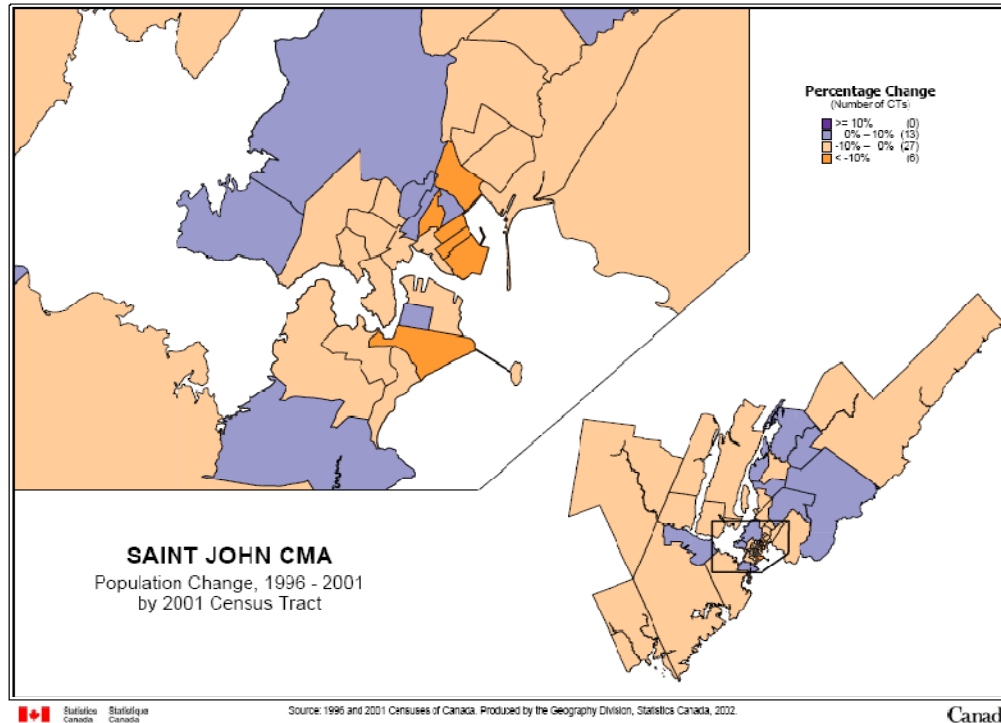 Percentage Change
(Number of CTs)
>= 10% (0)
0% – 10% (13)
-10% – 0% (27)
< -10% (6)
SAINT JOHN CMA
Population Change, 1996 - 2001
by 2001 Census Tract
Statistics Statistique
Canada Canada
Source: 1996 and 2001 Censuses of Canada. Produced by the Geography Division, Statistics Canada, 2002.
Canad